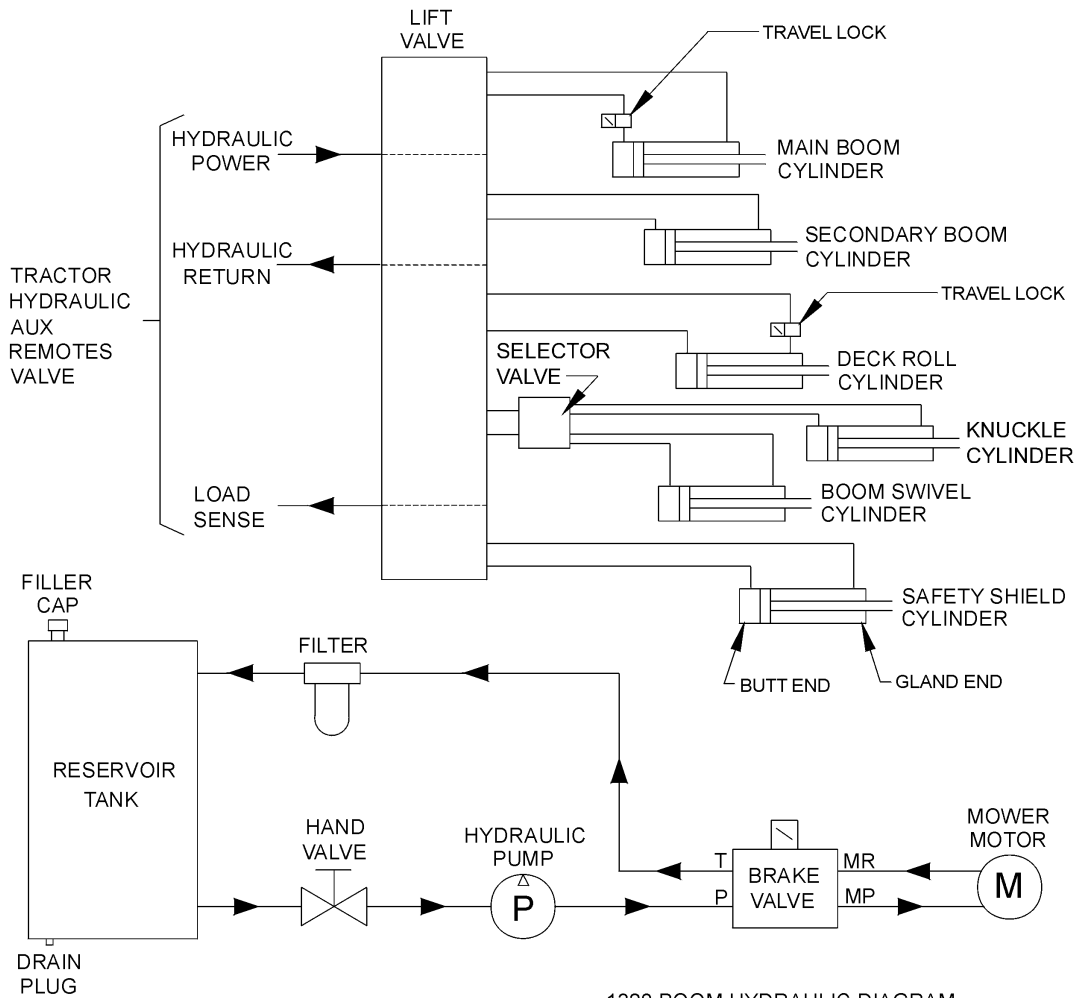 LIFT
VALVE
TRAVEL LOCK
HYDRAULIC
POWER
MAIN BOOM
CYLINDER
HYDRAULIC
RETURN
SECONDARY BOOM
CYLINDER
TRACTOR
HYDRAULIC
AUX
REMOTES
VALVE
TRAVEL LOCK
SELECTOR
VALVE
DECK ROLL
CYLINDER
KNUCKLE
CYLINDER
LOAD
SENSE
BOOM SWIVEL
CYLINDER
FILLER
CAP
SAFETY SHIELD
CYLINDER
FILTER
BUTT END
GLAND END
RESERVOIR
TANK
HAND
VALVE
HYDRAULIC
PUMP
P
T
P
BRAKE
VALVE
MR
MP
MOWER
MOTOR
M
DRAIN
PLUG
BOOM HYDRAULIC DIAGRAM